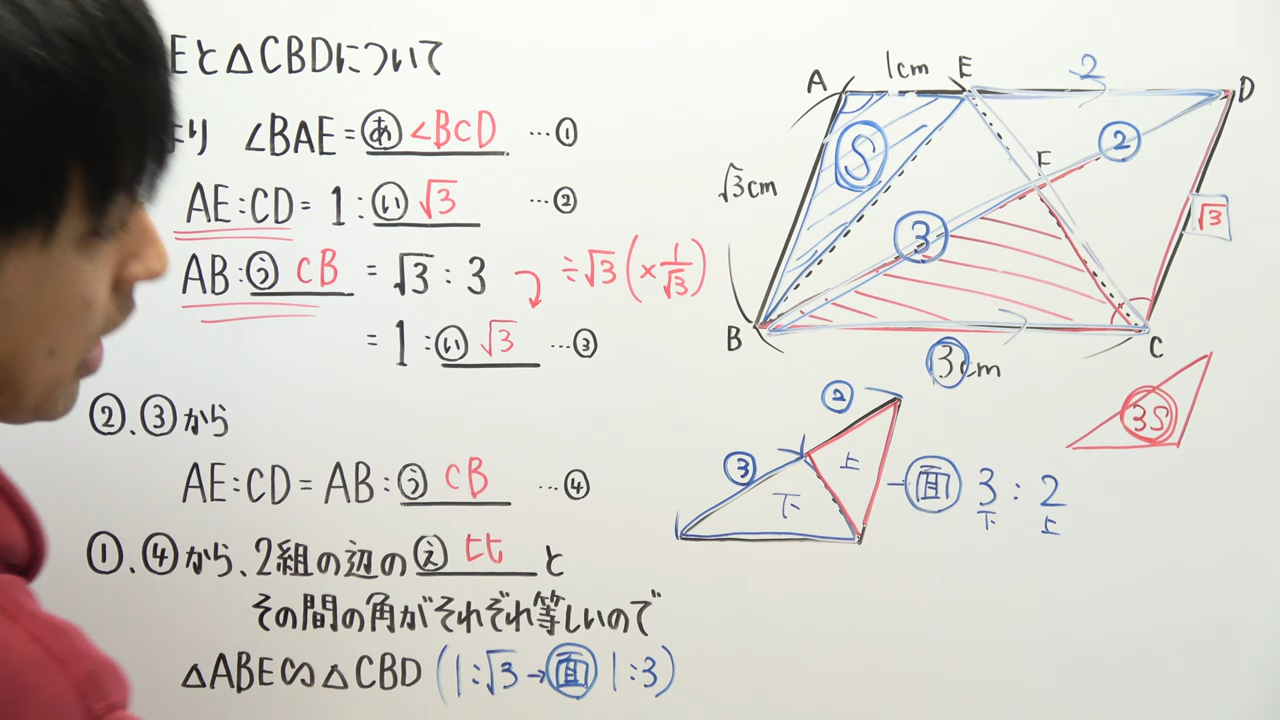 Eと△CBDについて
より ∠BAE=あ ∠BCD …①
AE:CD=1:い √3 …②
AB:う CB =√3:3 ÷√3(×1/√3)
=1:い √3 …③
②、③から
AE:CD=AB:う CB …④
①、④から、2組の辺のえ 比 と
その間の角がそれぞれ等しいので
△ABE∽△CBD (1:√3→面 1:3)
A 1cm E 2 D
S ② F
√3cm ③ √3
B ③cm C
3S
② 上
③ 下 面 3:2
下 上